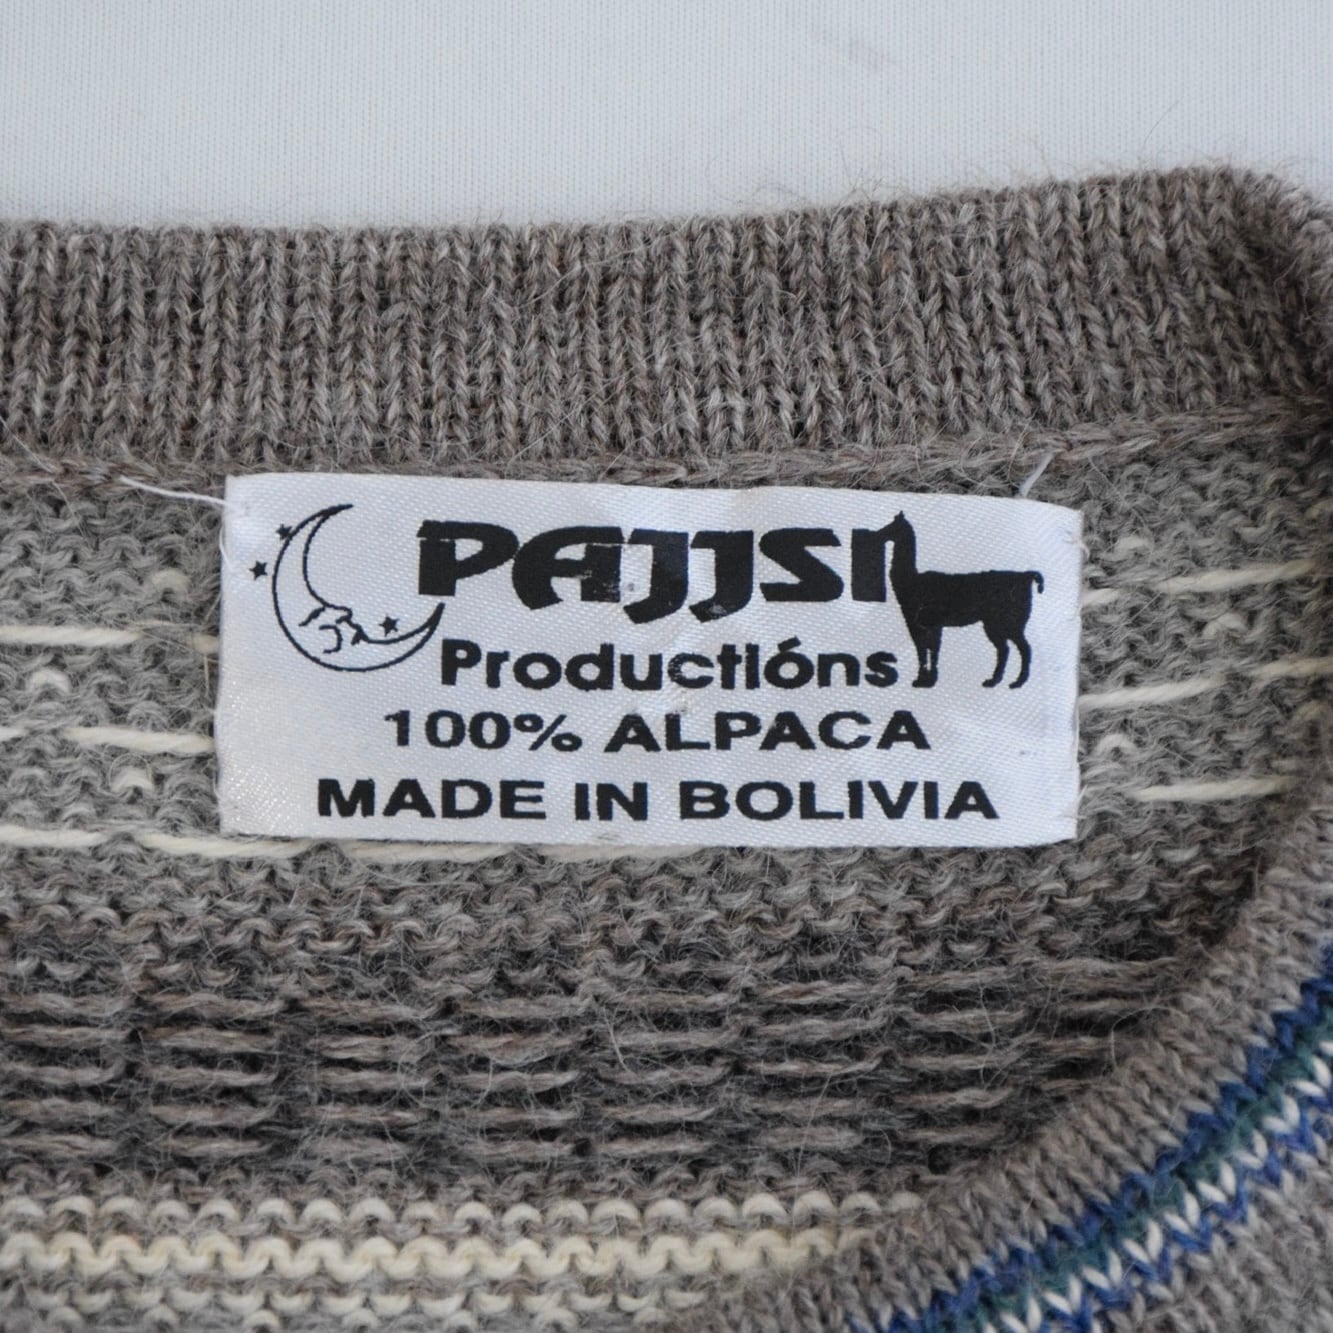 PAJJSI
Productións
100% ALPACA
MADE IN BOLIVIA